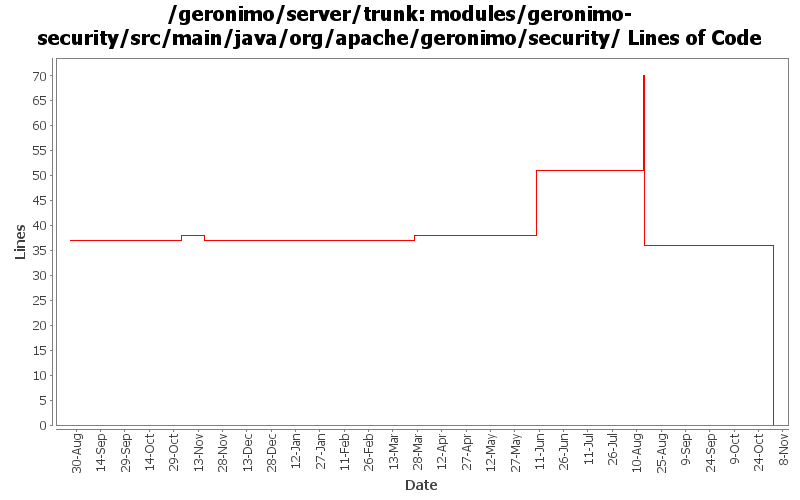 /geronimo/server/trunk: modules/geronimo-
security/src/main/java/org/apache/geronimo/security/ Lines of Code
70
65
60
55
50
45
40
35
30
25
20
15
10
5
0
Lines
30-Aug
14-Sep
29-Sep
14-Oct
29-Oct
13-Nov
28-Nov
13-Dec
28-Dec
12-Jan
27-Jan
11-Feb
26-Feb
13-Mar
28-Mar
12-Apr
27-Apr
12-May
27-May
11-Jun
26-Jun
11-Jul
26-Jul
10-Aug
25-Aug
9-Sep
24-Sep
9-Oct
24-Oct
8-Nov
Date